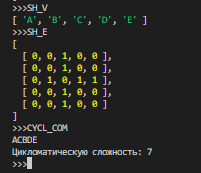 >>>SH_V
[ 'A', 'B', 'C', 'D', 'E' ]
>>>SH_E
[
  [ 0, 0, 1, 0, 0 ],
  [ 0, 0, 1, 0, 0 ],
  [ 0, 1, 0, 1, 1 ],
  [ 0, 0, 1, 0, 0 ],
  [ 0, 0, 1, 0, 0 ]
]
>>>CYCL_COM
ACBDE
Цикломатическую сложность: 7
>>>